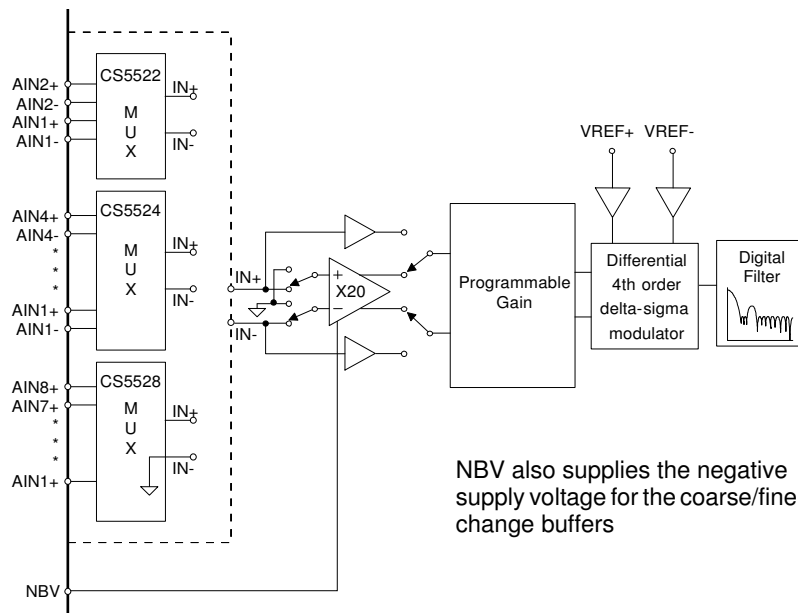 CS5522
AIN2+
AIN2-
AIN1+
AIN1-
M
U
X
IN+
IN-
CS5524
AIN4+
AIN4-
*
*
*
AIN1+
AIN1-
M
U
X
IN+
IN-
CS5528
AIN8+
AIN7+
*
*
*
AIN1+
M
U
X
IN+
IN-
NBV
IN+
IN-
+
X20
−
Programmable
Gain
VREF+ VREF-
Differential
4th order
delta-sigma
modulator
Digital
Filter
NBV also supplies the negative
supply voltage for the coarse/fine
change buffers